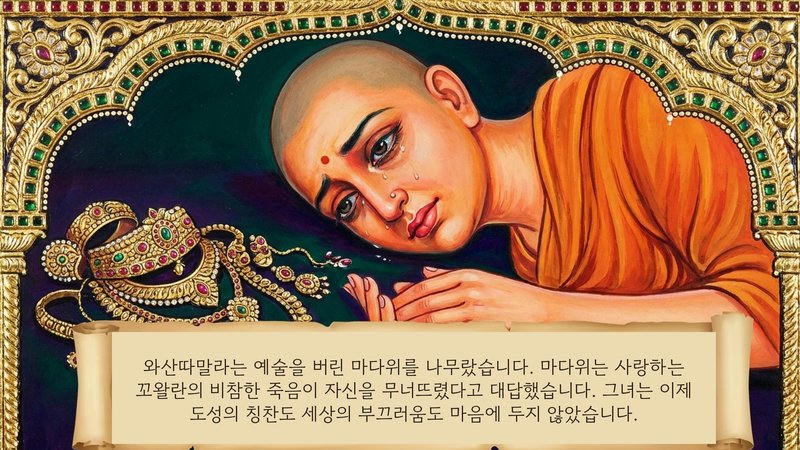 와산따말라는 예술을 버린 마다위를 나무랐습니다. 마다위는 사랑하는
꼬왈란의 비참한 죽음이 자신을 무너뜨렸다고 대답했습니다. 그녀는 이제
도성의 칭찬도 세상의 부끄러움도 마음에 두지 않았습니다.